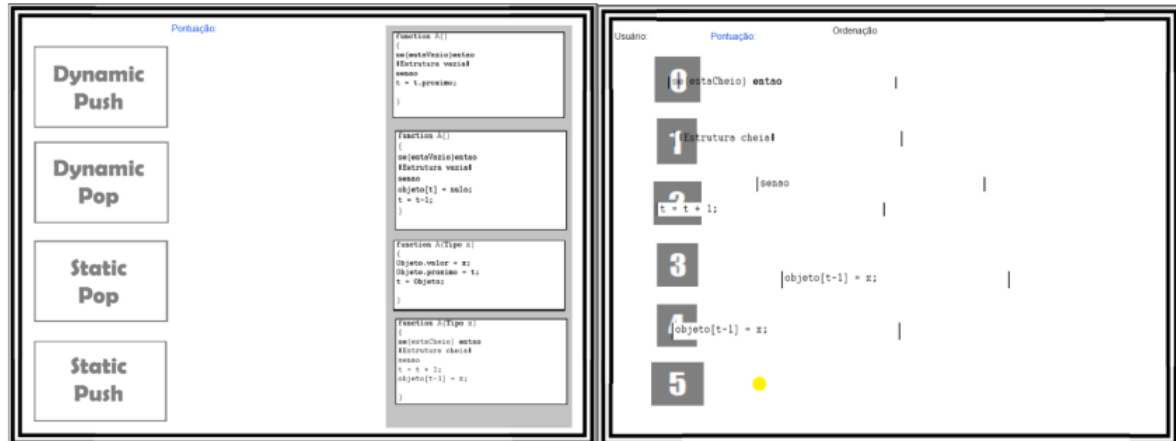 Pontuação:
Dynamic
Push
Dynamic
Pop
Static
Pop
Static
Push
function A()
{
se(estaVazio)entao
#Estrutura vazia#
senao
t = t.proximo;
}
function A()
{
se(estaVazio)entao
#Estrutura vazia#
senao
objeto[t] = nulo;
t = t-1;
}
function A(Tipo x)
{
Objeto.valor = x;
Objeto.proximo = t;
t = Objeto;
}
function A(Tipo x)
{
se(estaCheio) entao
#Estrutura cheia#
senao
t = t + 1;
objeto[t-1] = x;
}
Usuário:
Pontuação:
Ordenação
0
se(estaCheio) entao
1
#Estrutura cheia#
2
senao
t = t + 1;
3
objeto[t-1] = x;
4
objeto[t-1] = x;
5